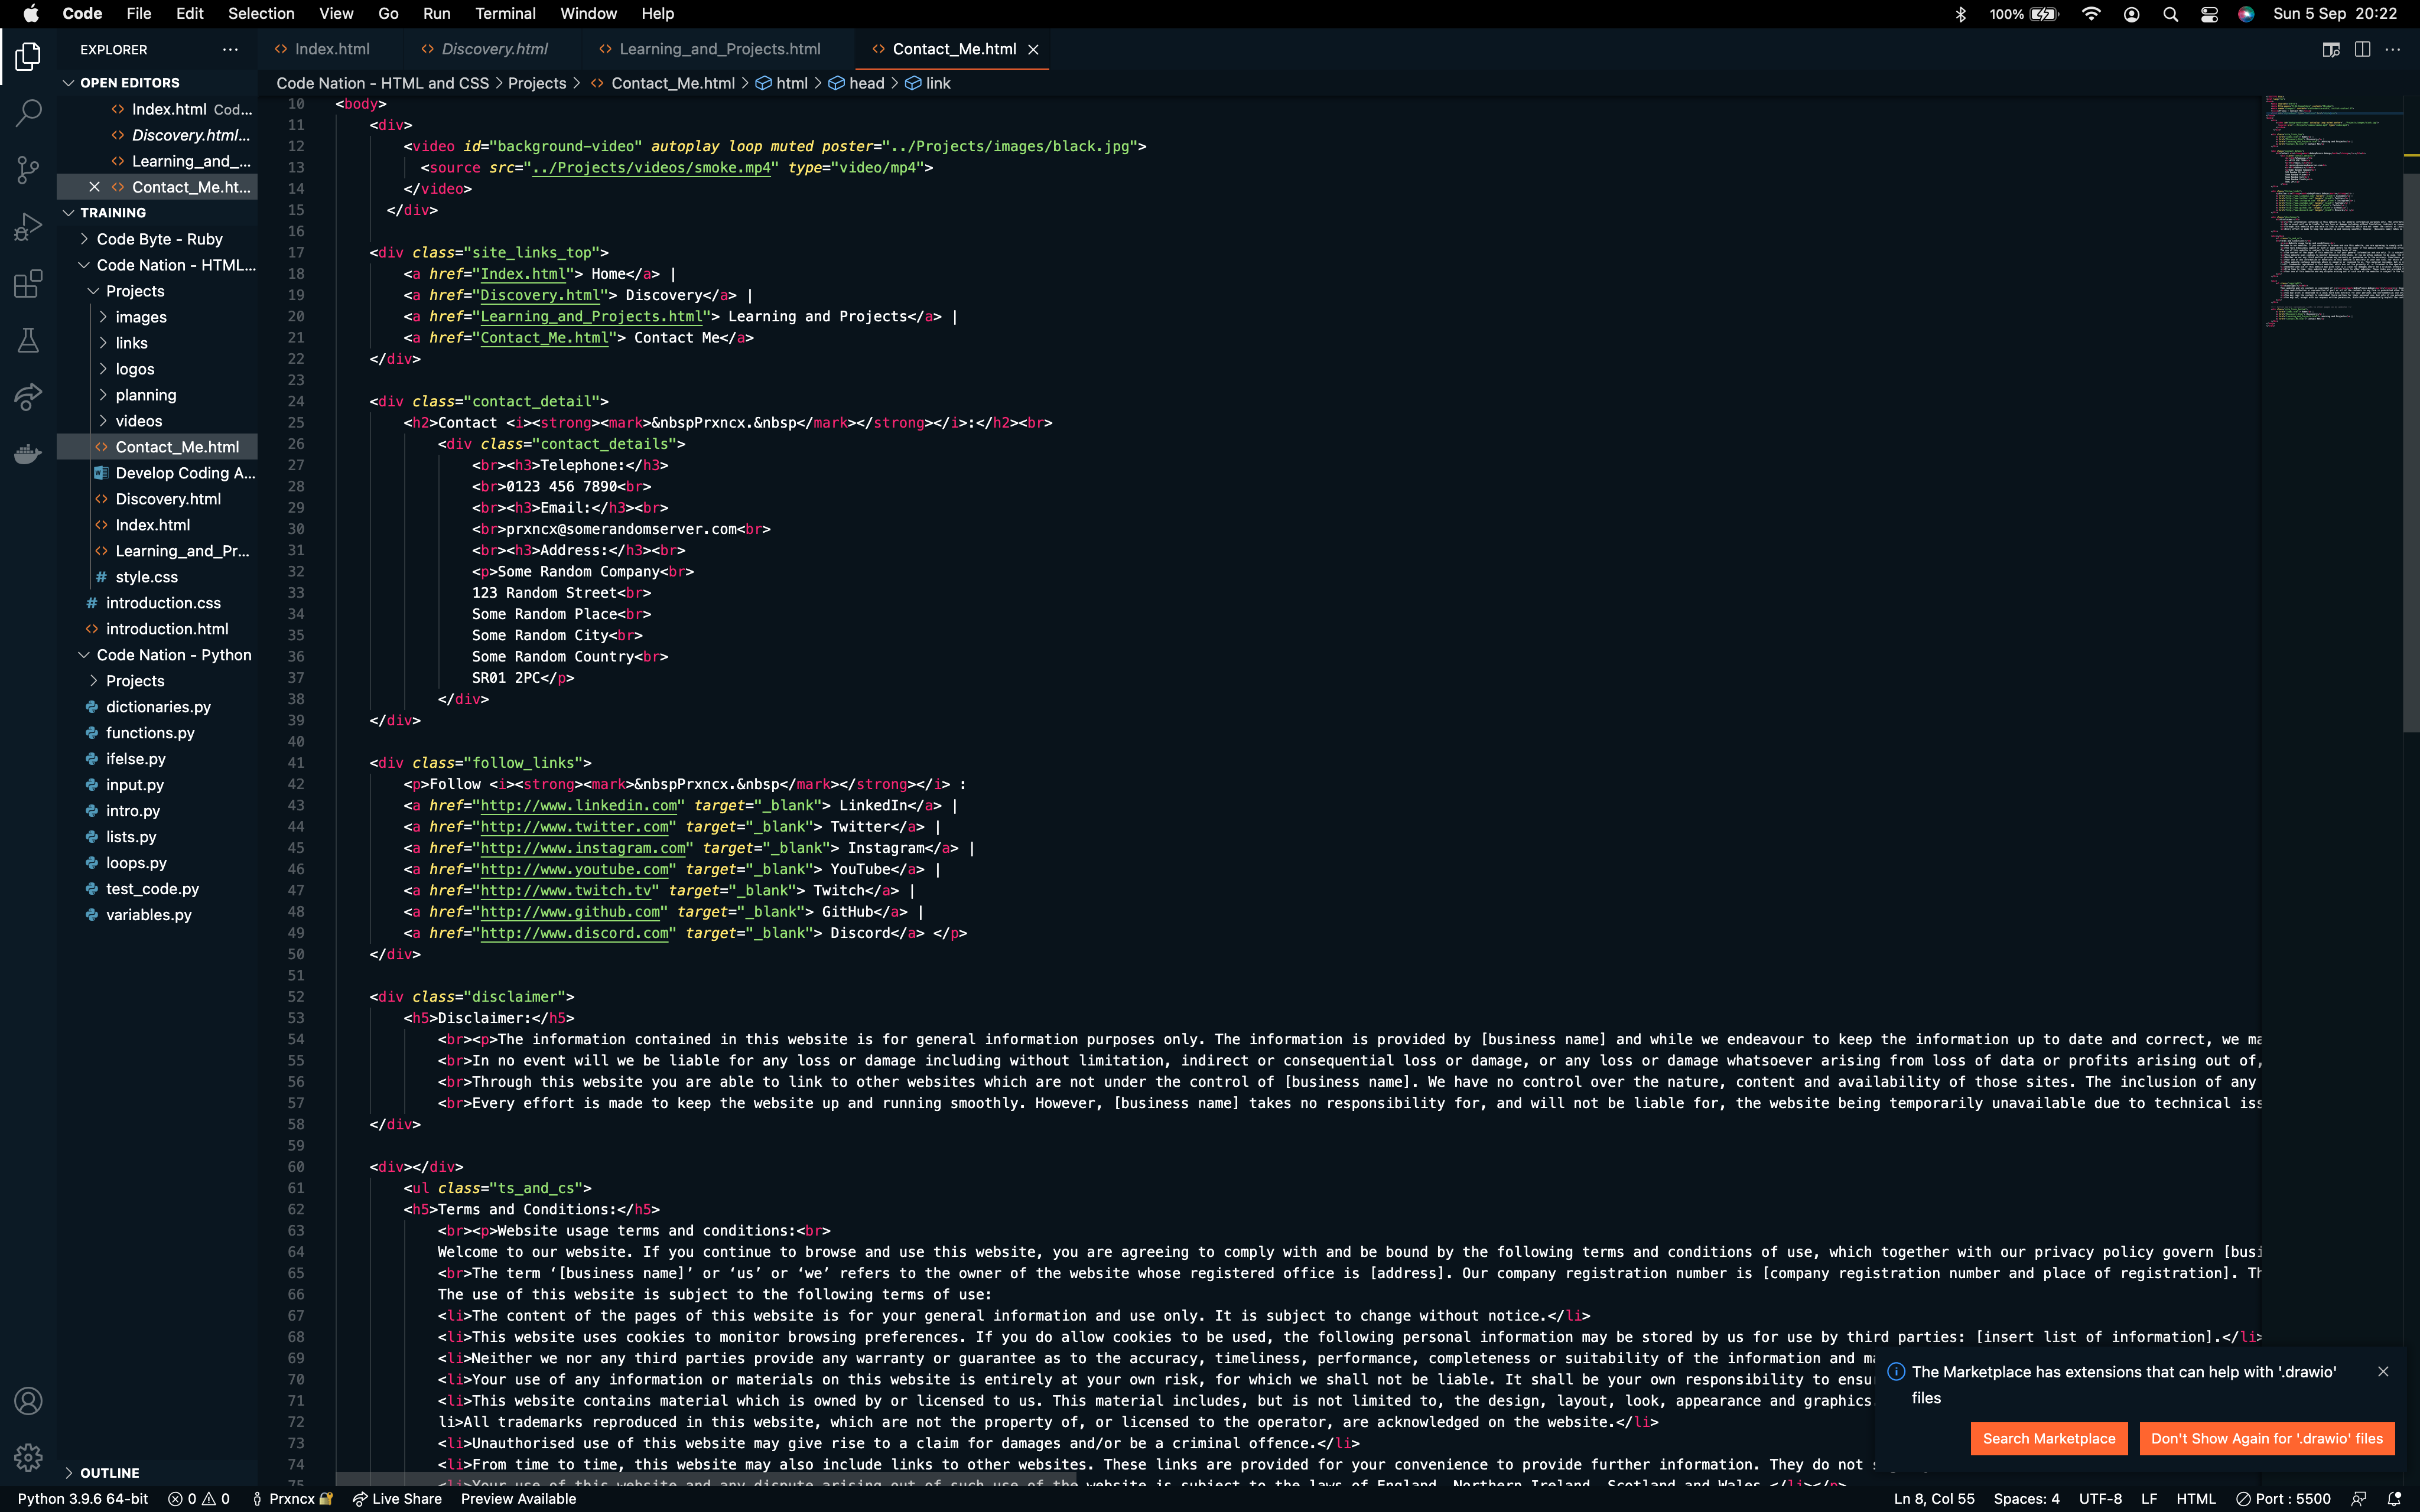 Code File Edit Selection View Go Run Terminal Window Help 100% Sun 5 Sep 20:22
EXPLORER
Index.html Discovery.html Learning_and_Projects.html Contact_Me.html
OPEN EDITORS
Code Nation - HTML and CSS > Projects > Contact_Me.html > html > head > link
Index.html Cod...
Discovery.html...
Learning_and_...
Contact_Me.ht...
TRAINING
Code Byte - Ruby
Code Nation - HTML...
Projects
images
links
logos
planning
videos
Contact_Me.html
Develop Coding A...
Discovery.html
Index.html
Learning_and_Pr...
style.css
introduction.css
introduction.html
Code Nation - Python
Projects
dictionaries.py
functions.py
ifelse.py
input.py
intro.py
lists.py
loops.py
test_code.py
variables.py
OUTLINE
10 <body>
11 <div>
12 <video id="background-video" autoplay loop muted poster="../Projects/images/black.jpg">
13 <source src="../Projects/videos/smoke.mp4" type="video/mp4">
14 </video>
15 </div>
16
17 <div class="site_links_top">
18 <a href="Index.html"> Home</a> |
19 <a href="Discovery.html"> Discovery</a> |
20 <a href="Learning_and_Projects.html"> Learning and Projects</a> |
21 <a href="Contact_Me.html"> Contact Me</a>
22 </div>
23
24 <div class="contact_detail">
25 <h2>Contact <i><strong><mark>&nbspPrxncx.&nbsp</mark></strong></i>:</h2><br>
26 <div class="contact_details">
27 <br><h3>Telephone:</h3>
28 <br>0123 456 7890<br>
29 <br><h3>Email:</h3><br>
30 <br>prxncx@somerandomserver.com<br>
31 <br><h3>Address:</h3><br>
32 <p>Some Random Company<br>
33 123 Random Street<br>
34 Some Random Place<br>
35 Some Random City<br>
36 Some Random Country<br>
37 SR01 2PC</p>
38 </div>
39 </div>
40
41 <div class="follow_links">
42 <p>Follow <i><strong><mark>&nbspPrxncx.&nbsp</mark></strong></i> :
43 <a href="http://www.linkedin.com" target="_blank"> LinkedIn</a> |
44 <a href="http://www.twitter.com" target="_blank"> Twitter</a> |
45 <a href="http://www.instagram.com" target="_blank"> Instagram</a> |
46 <a href="http://www.youtube.com" target="_blank"> YouTube</a> |
47 <a href="http://www.twitch.tv" target="_blank"> Twitch</a> |
48 <a href="http://www.github.com" target="_blank"> GitHub</a> |
49 <a href="http://www.discord.com" target="_blank"> Discord</a> </p>
50 </div>
51
52 <div class="disclaimer">
53 <h5>Disclaimer:</h5>
54 <br><p>The information contained in this website is for general information purposes only. The information is provided by [business name] and while we endeavour to keep the information up to date and correct, we ma
55 <br>In no event will we be liable for any loss or damage including without limitation, indirect or consequential loss or damage, or any loss or damage whatsoever arising from loss of data or profits arising out of,
56 <br>Through this website you are able to link to other websites which are not under the control of [business name]. We have no control over the nature, content and availability of those sites. The inclusion of any
57 <br>Every effort is made to keep the website up and running smoothly. However, [business name] takes no responsibility for, and will not be liable for, the website being temporarily unavailable due to technical iss
58 </div>
59
60 <div></div>
61 <ul class="ts_and_cs">
62 <h5>Terms and Conditions:</h5>
63 <br><p>Website usage terms and conditions:<br>
64 Welcome to our website. If you continue to browse and use this website, you are agreeing to comply with and be bound by the following terms and conditions of use, which together with our privacy policy govern [busi
65 <br>The term ‘[business name]’ or ‘us’ or ‘we’ refers to the owner of the website whose registered office is [address]. Our company registration number is [company registration number and place of registration]. Th
66 The use of this website is subject to the following terms of use:
67 <li>The content of the pages of this website is for your general information and use only. It is subject to change without notice.</li>
68 <li>This website uses cookies to monitor browsing preferences. If you do allow cookies to be used, the following personal information may be stored by us for use by third parties: [insert list of information].</li>
69 <li>Neither we nor any third parties provide any warranty or guarantee as to the accuracy, timeliness, performance, completeness or suitability of the information and ma
70 <li>Your use of any information or materials on this website is entirely at your own risk, for which we shall not be liable. It shall be your own responsibility to ensur
71 <li>This website contains material which is owned by or licensed to us. This material includes, but is not limited to, the design, layout, look, appearance and graphics.
72 li>All trademarks reproduced in this website, which are not the property of, or licensed to the operator, are acknowledged on the website.</li>
73 <li>Unauthorised use of this website may give rise to a claim for damages and/or be a criminal offence.</li>
74 <li>From time to time, this website may also include links to other websites. These links are provided for your convenience to provide further information. They do not s
75 <li>Your use of this website and any dispute arising out of such use of the website is subject to the laws of England, Northern Ireland, Scotland and Wales.</li></p>
The Marketplace has extensions that can help with '.drawio'
files
Search Marketplace Don't Show Again for '.drawio' files
Python 3.9.6 64-bit 0 0 Prxncx Live Share Preview Available Ln 8, Col 55 Spaces: 4 UTF-8 LF HTML Port : 5500